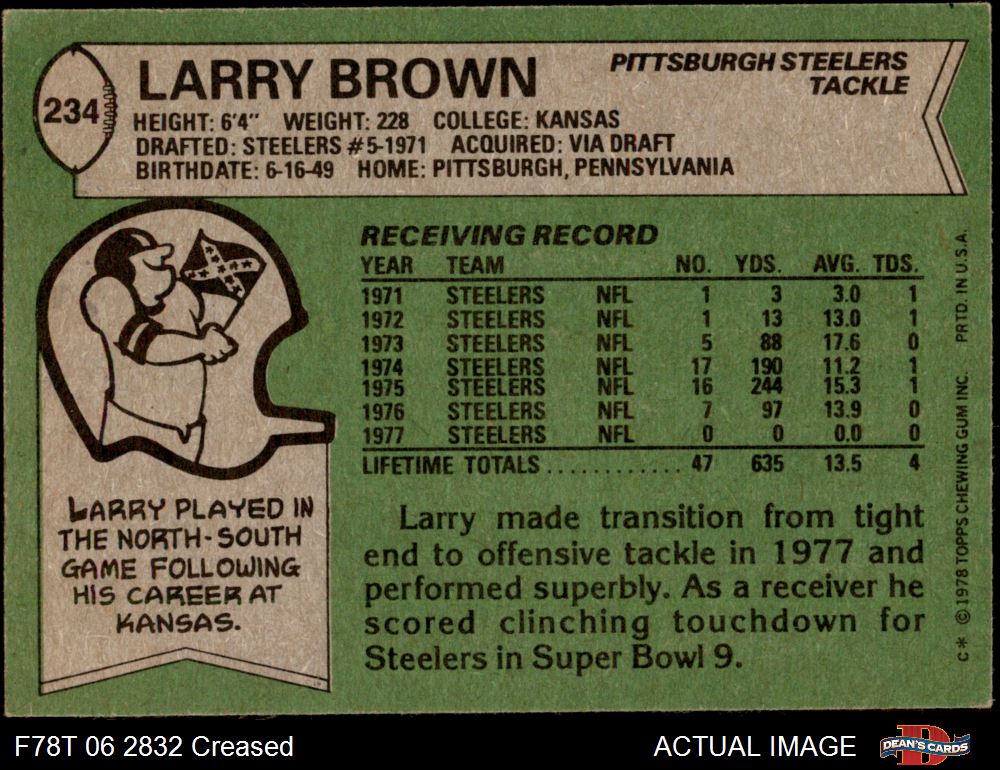 234
LARRY BROWN
PITTSBURGH STEELERS
TACKLE
HEIGHT: 6'4" WEIGHT: 228 COLLEGE: KANSAS
DRAFTED: STEELERS #5-1971 ACQUIRED: VIA DRAFT
BIRTHDATE: 6-16-49 HOME: PITTSBURGH, PENNSYLVANIA
RECEIVING RECORD
YEAR TEAM NO. YDS. AVG. TDS.
1971 STEELERS NFL 1 3 3.0 1
1972 STEELERS NFL 1 13 13.0 1
1973 STEELERS NFL 5 88 17.6 0
1974 STEELERS NFL 17 190 11.2 1
1975 STEELERS NFL 16 244 15.3 1
1976 STEELERS NFL 7 97 13.9 0
1977 STEELERS NFL 0 0 0.0 0
LIFETIME TOTALS............ 47 635 13.5 4
LARRY PLAYED IN
THE NORTH-SOUTH
GAME FOLLOWING
HIS CAREER AT
KANSAS.
Larry made transition from tight
end to offensive tackle in 1977 and
performed superbly. As a receiver he
scored clinching touchdown for
Steelers in Super Bowl 9.
C* © 1978 TOPPS CHEWING GUM INC. PRTD. IN U.S.A.
F78T 06 2832 Creased
ACTUAL IMAGE
D
DEAN'S CARDS